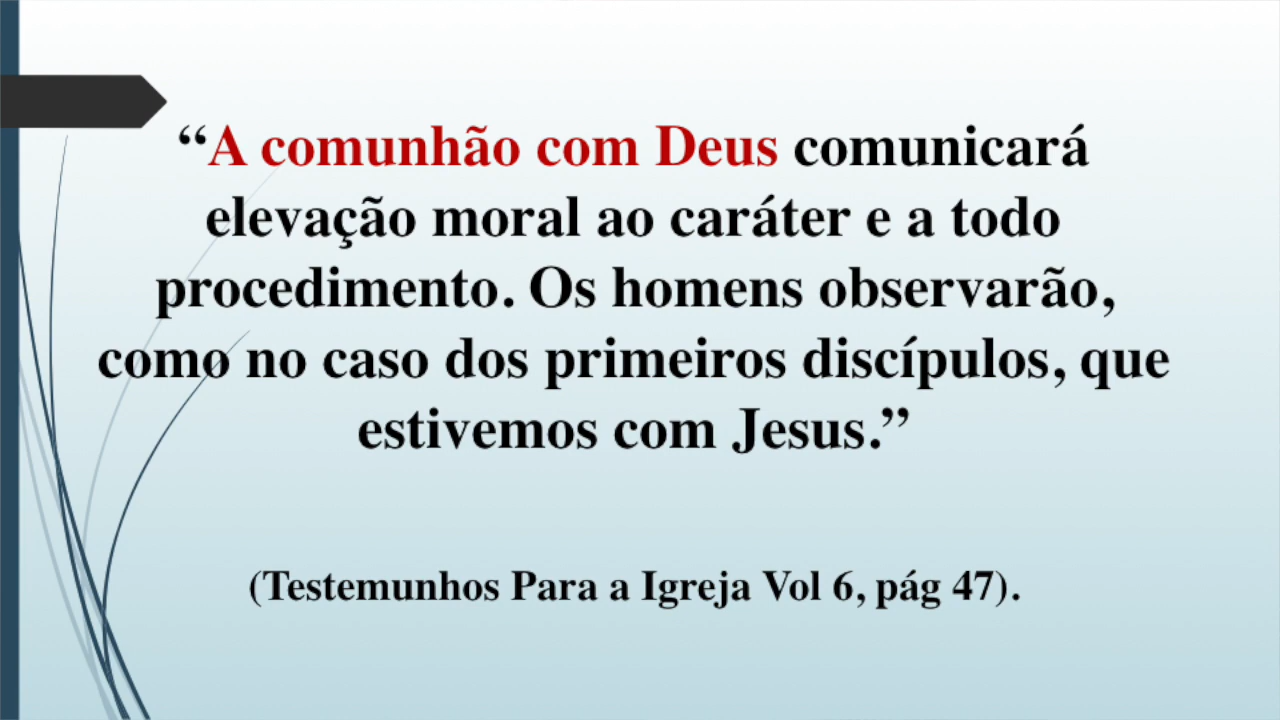 “A comunhão com Deus comunicará
elevação moral ao caráter e a todo
procedimento. Os homens observarão,
como no caso dos primeiros discípulos, que
estivemos com Jesus.”
(Testemunhos Para a Igreja Vol 6, pág 47).